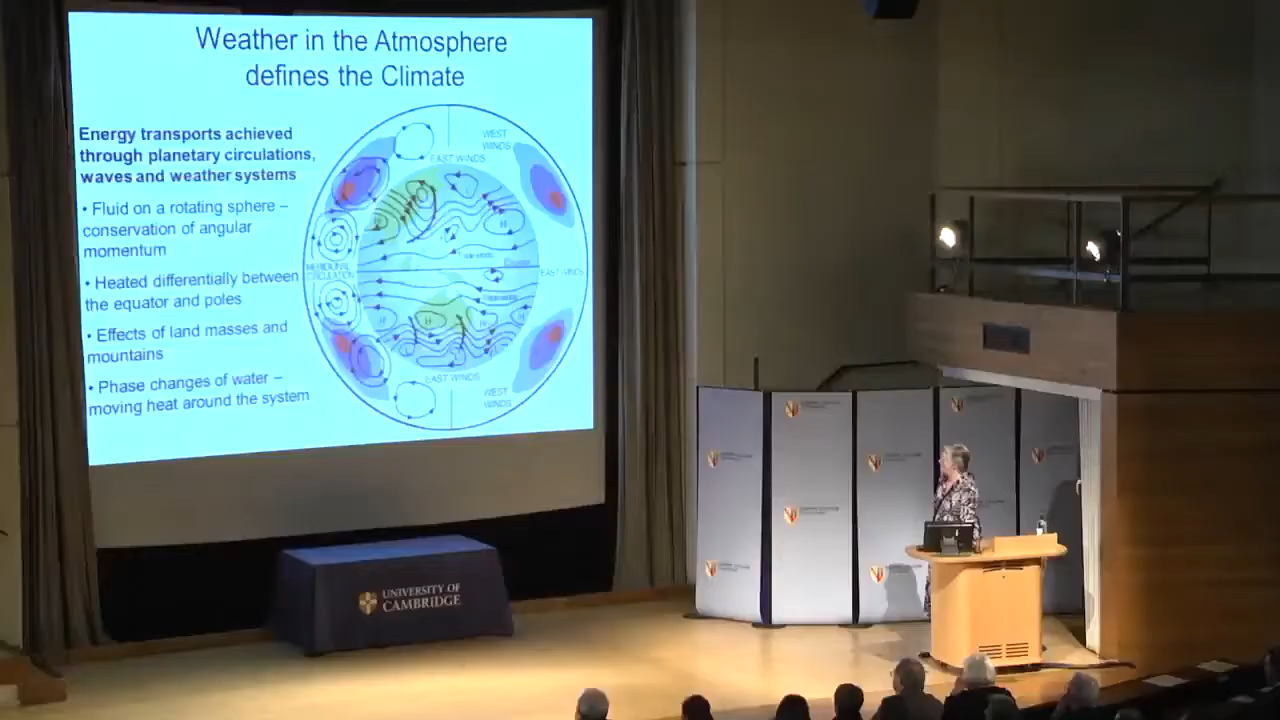 Weather in the Atmosphere
defines the Climate
Energy transports achieved
through planetary circulations,
waves and weather systems
• Fluid on a rotating sphere –
conservation of angular
momentum
• Heated differentially between
the equator and poles
• Effects of land masses and
mountains
• Phase changes of water –
moving heat around the system
WEST
WINDS
EAST WINDS
H
MERIDIONAL
CIRCULATION
EAST WINDS
H
H
H
H
EAST WINDS
WEST
WINDS
UNIVERSITY OF
CAMBRIDGE